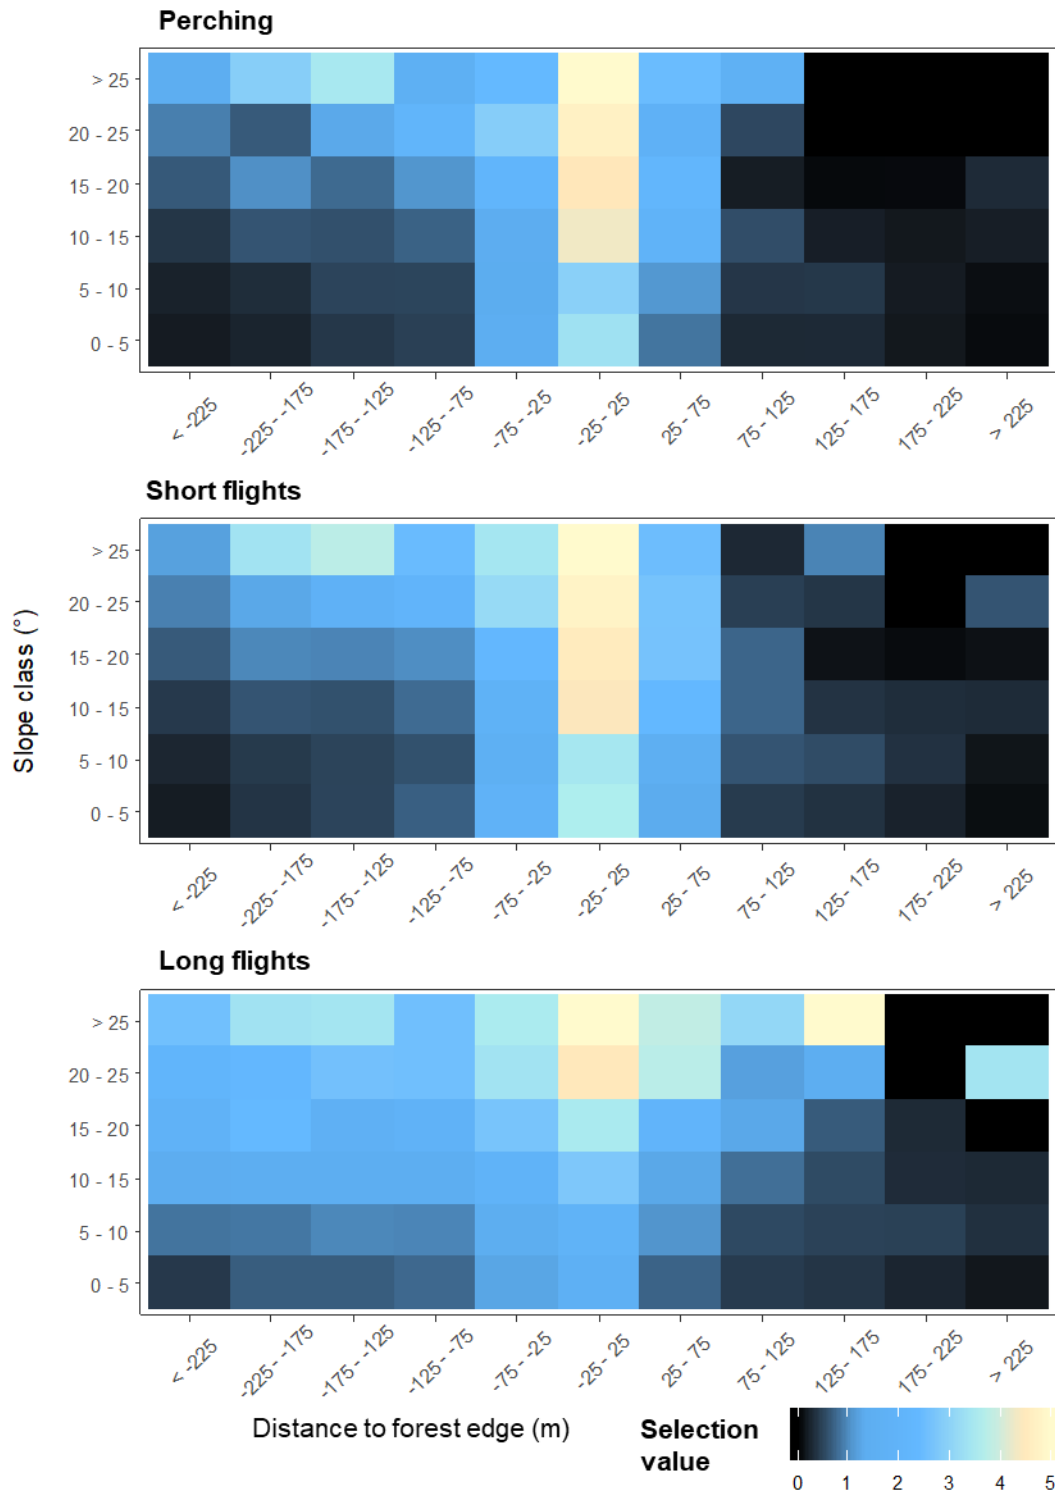 Perching
> 25
20 - 25
15 - 20
10 - 15
5 - 10
0 - 5
< -225
-225 - -175
-175 - -125
-125 - -75
-75 - -25
-25 - 25
25 - 75
75 - 125
125 - 175
175 - 225
> 225
Short flights
Slope class (°)
> 25
20 - 25
15 - 20
10 - 15
5 - 10
0 - 5
< -225
-225 - -175
-175 - -125
-125 - -75
-75 - -25
-25 - 25
25 - 75
75 - 125
125 - 175
175 - 225
> 225
Long flights
> 25
20 - 25
15 - 20
10 - 15
5 - 10
0 - 5
< -225
-225 - -175
-175 - -125
-125 - -75
-75 - -25
-25 - 25
25 - 75
75 - 125
125 - 175
175 - 225
> 225
Distance to forest edge (m)
Selection
value
0 1 2 3 4 5